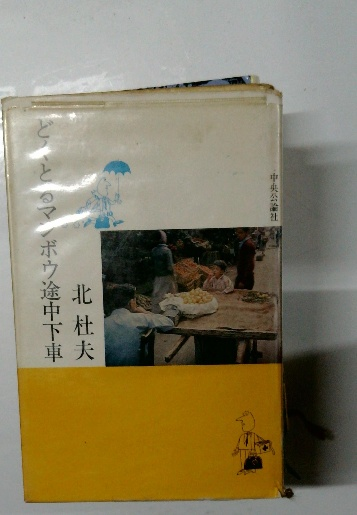 どくとるマンボウ途中下車
北杜夫
中央公論社